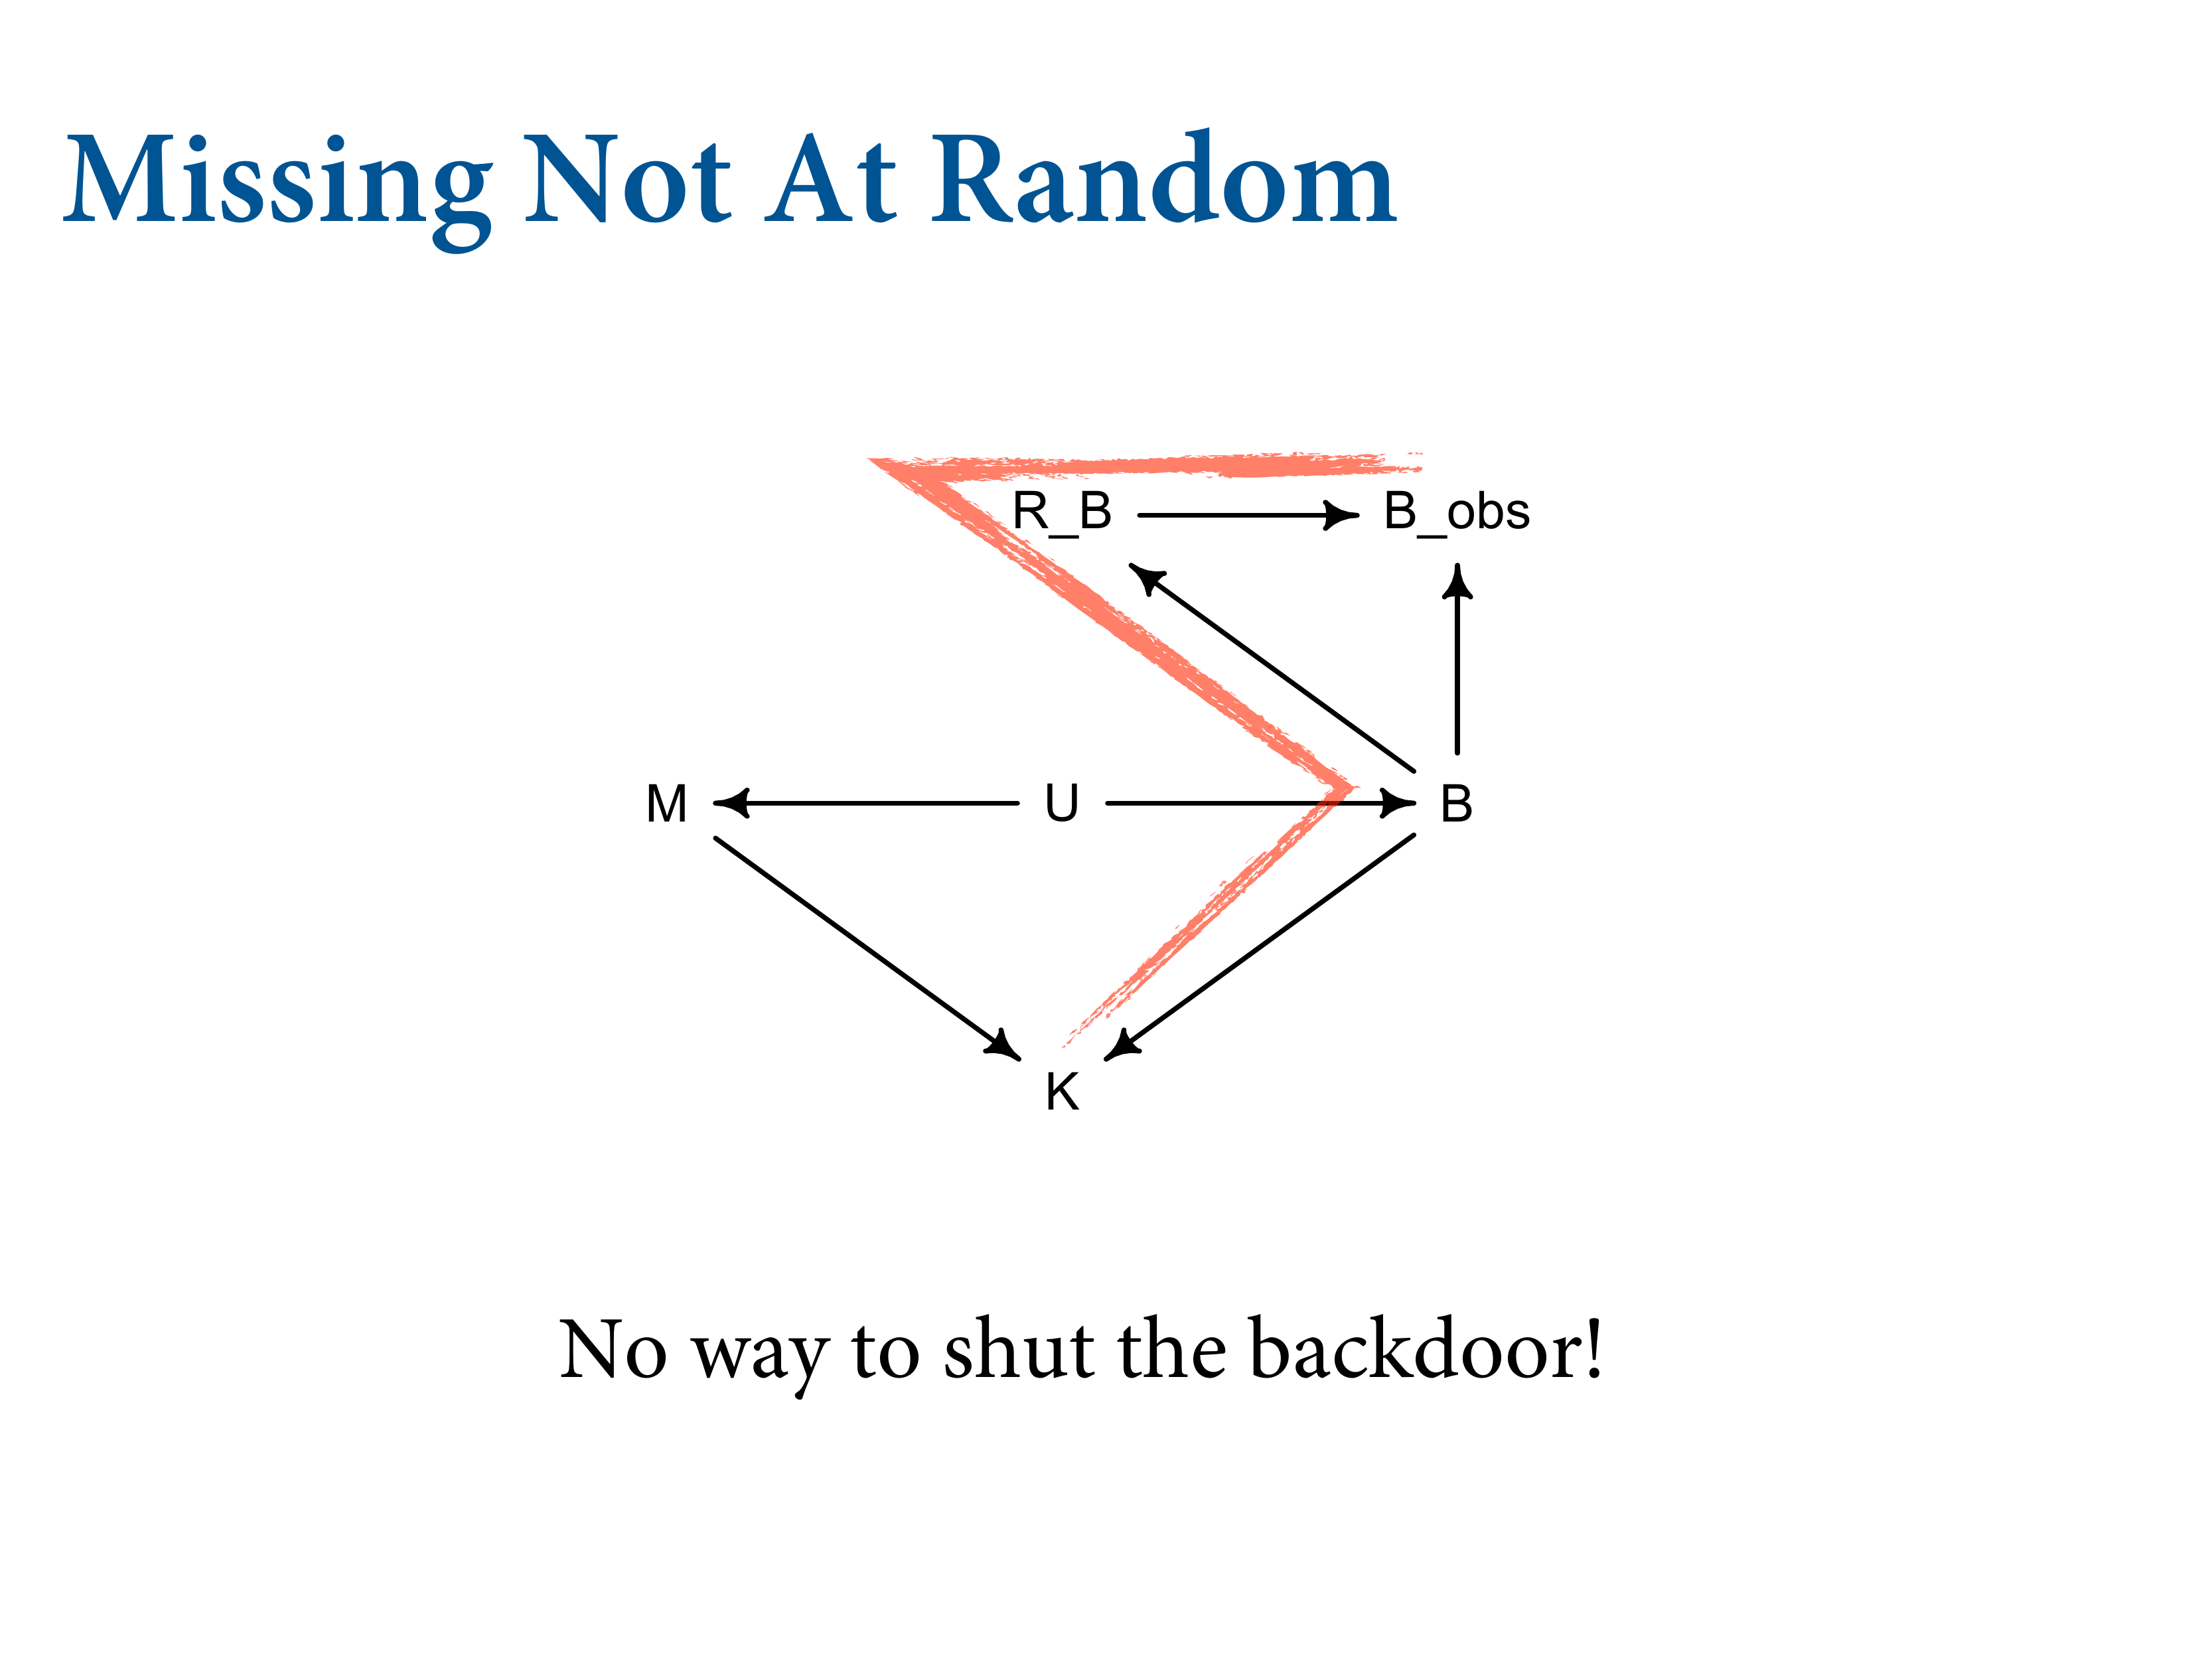 Missing Not At Random
R_B B_obs
M U B
K
No way to shut the backdoor!